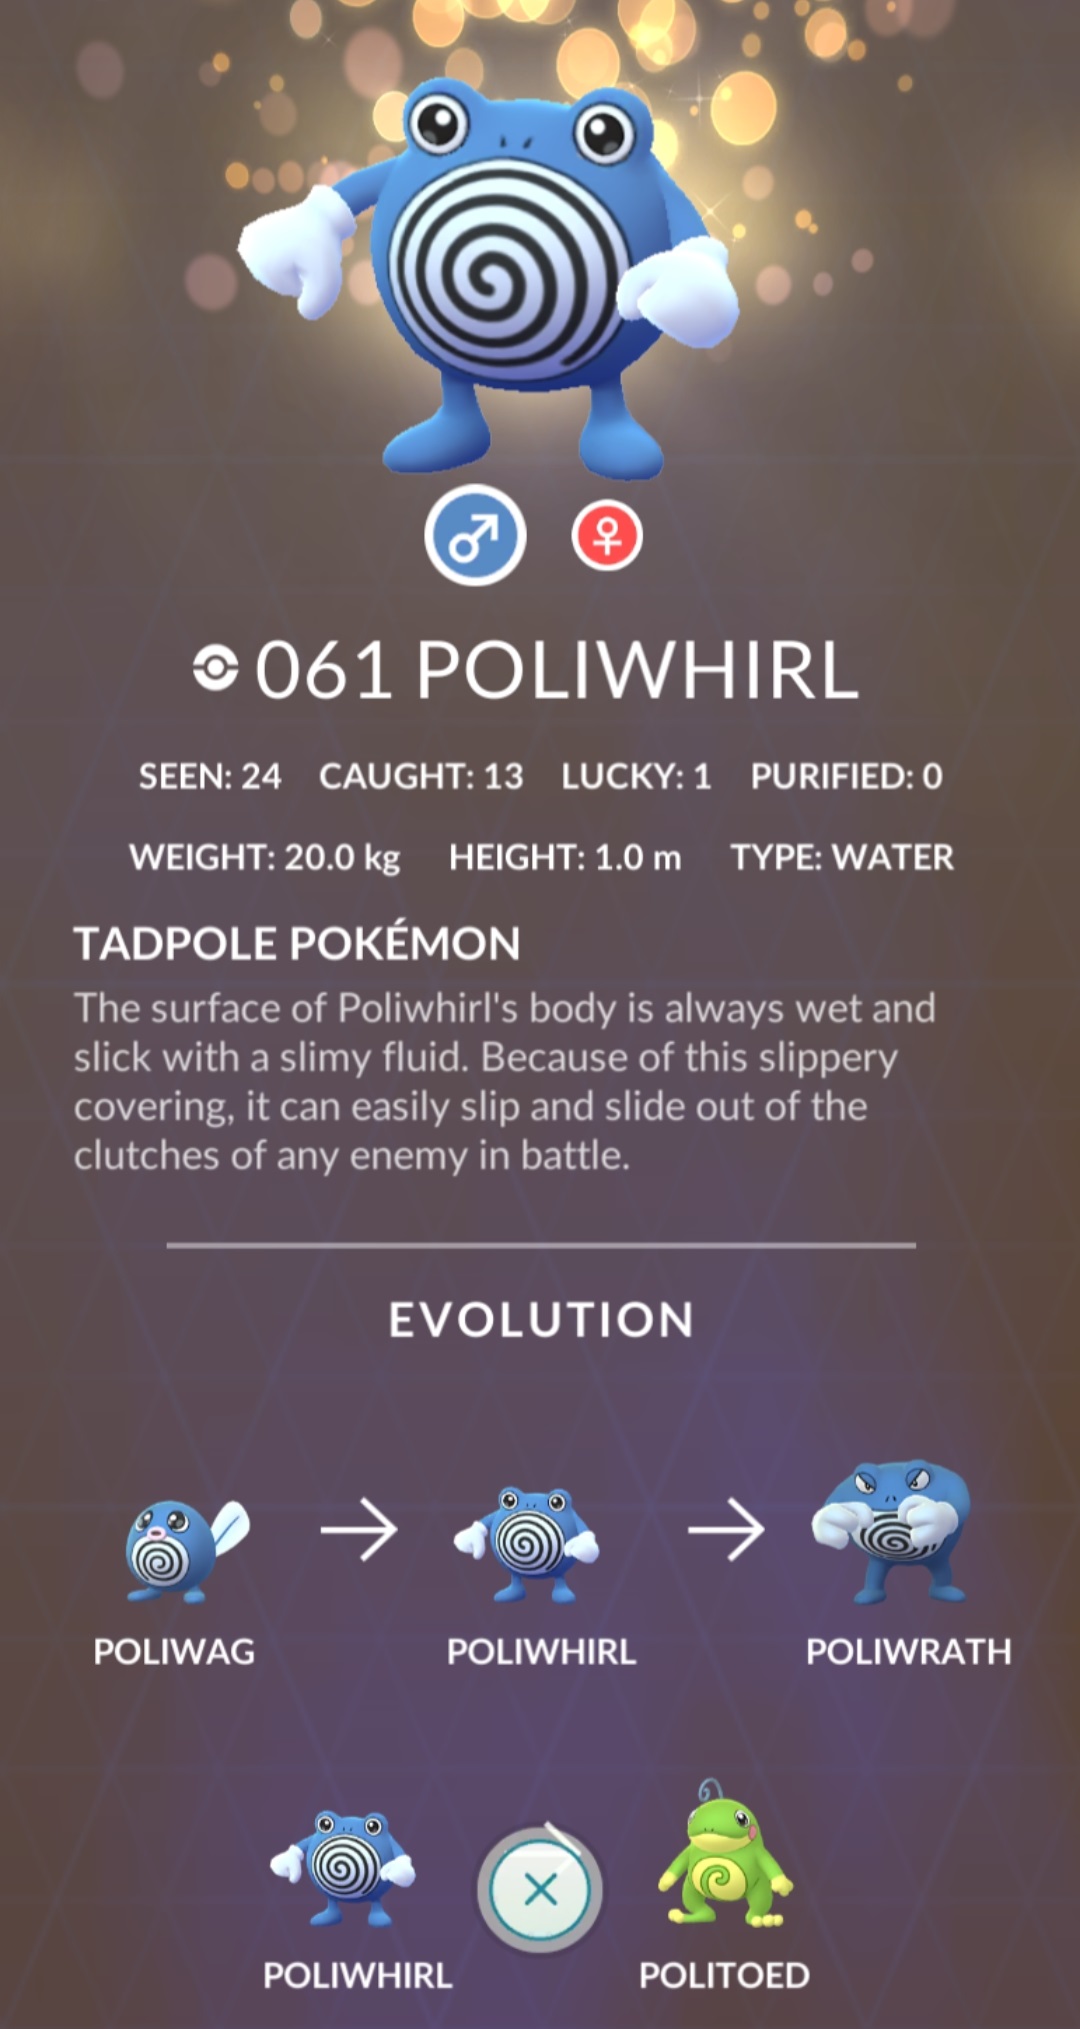 061 POLIWHIRL
SEEN: 24 CAUGHT: 13 LUCKY: 1 PURIFIED: 0
WEIGHT: 20.0 kg HEIGHT: 1.0 m TYPE: WATER
TADPOLE POKÉMON
The surface of Poliwhirl's body is always wet and
slick with a slimy fluid. Because of this slippery
covering, it can easily slip and slide out of the
clutches of any enemy in battle.
EVOLUTION
POLIWAG POLIWHIRL POLIWRATH
POLIWHIRL POLITOED